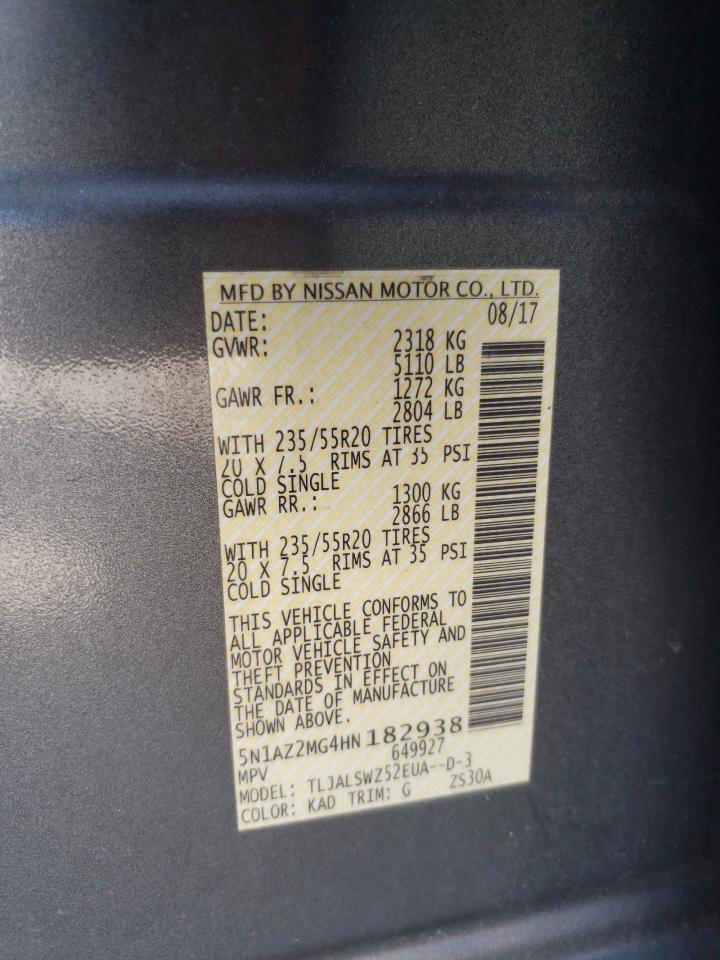 MFD BY NISSAN MOTOR CO., LTD.
DATE: 08/17
GVWR: 2318 KG
5110 LB
GAWR FR.: 1272 KG
2804 LB
WITH 235/55R20 TIRES
20 X 7.5 RIMS AT 35 PSI
COLD SINGLE
GAWR RR.: 1300 KG
2866 LB
WITH 235/55R20 TIRES
20 X 7.5 RIMS AT 35 PSI
COLD SINGLE
THIS VEHICLE CONFORMS TO
ALL APPLICABLE FEDERAL
MOTOR VEHICLE SAFETY AND
THEFT PREVENTION
STANDARDS IN EFFECT ON
THE DATE OF MANUFACTURE
SHOWN ABOVE.
5N1AZ2MG4HN182938
MPV 649927
MODEL: TLJALSWZ52EUA--D-3
COLOR: KAD TRIM: G ZS30A